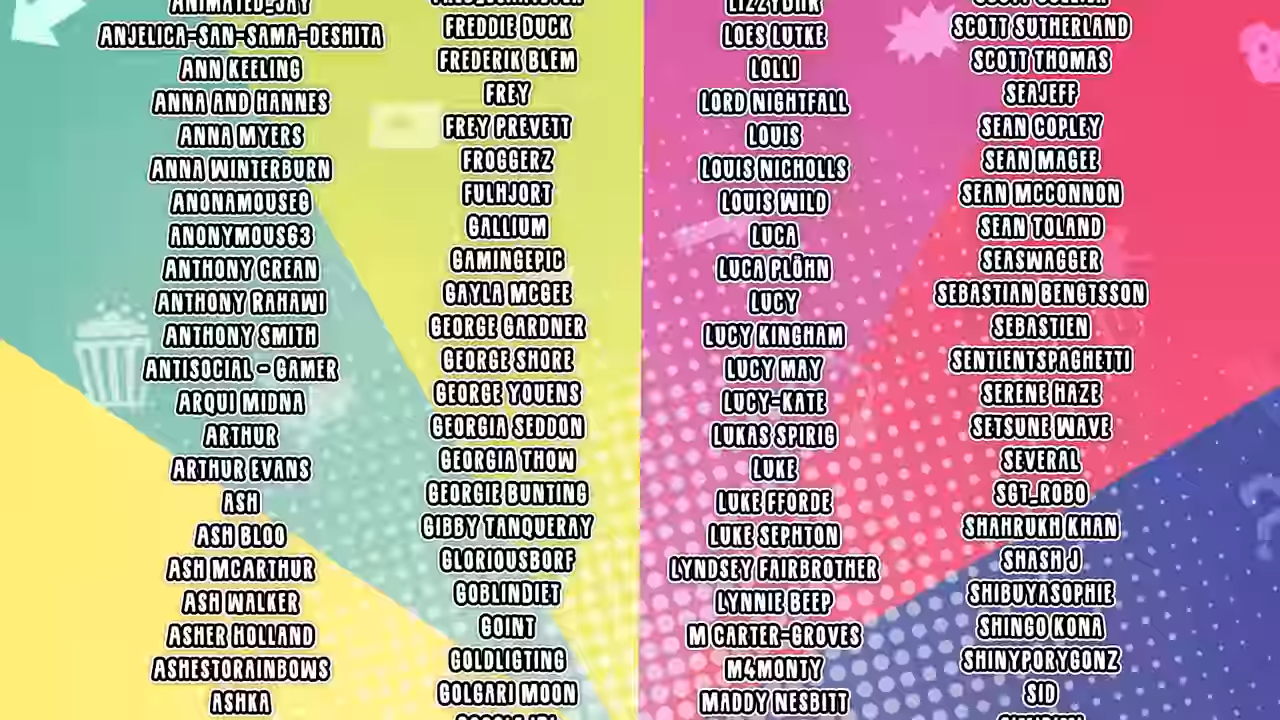 ANIMATED_JAY
ANJELICA-SAN-SAMA-DESHITA
ANN KEELING
ANNA AND HANNES
ANNA MYERS
ANNA WINTERBURN
ANONAMOUSE6
ANONYMOUS63
ANTHONY CREAN
ANTHONY RAHAWI
ANTHONY SMITH
ANTISOCIAL - GAMER
ARQUI MIDNA
ARTHUR
ARTHUR EVANS
ASH
ASH BLOO
ASH MCARTHUR
ASH WALKER
ASHER HOLLAND
ASHESTORAINBOWS
ASHKA
FREDDIE DUCK
FREDERIK BLEM
FREY
FREY PREVETT
FROGGERZ
FULHJORT
GALLIUM
GAMINGEPIC
GAYLA MCGEE
GEORGE GARDNER
GEORGE SHORE
GEORGE YOUENS
GEORGIA SEDDON
GEORGIA THOW
GEORGIE BUNTING
GIBBY TANQUERAY
GLORIOUSBORF
GOBLINDIET
GOINT
GOLDLIGTING
GOLGARI MOON
LOES LUTKE
LOLLI
LORD NIGHTFALL
LOUIS
LOUIS NICHOLLS
LOUIS WILD
LUCA
LUCA PLÖHN
LUCY
LUCY KINGHAM
LUCY MAY
LUCY-KATE
LUKAS SPIRIG
LUKE
LUKE FFORDE
LUKE SEPHTON
LYNDSEY FAIRBROTHER
LYNNIE BEEP
M CARTER-GROVES
M4MONTY
MADDY NESBITT
SCOTT SUTHERLAND
SCOTT THOMAS
SEAJEFF
SEAN COPLEY
SEAN MAGEE
SEAN MCCONNON
SEAN TOLAND
SEASWAGGER
SEBASTIAN BENGTSSON
SEBASTIEN
SENTIENTSPAGHETTI
SERENE HAZE
SETSUNE WAVE
SEVERAL
SGT_ROBO
SHAHRUKH KHAN
SHASH J
SHIBUYASOPHIE
SHINGO KONA
SHINYPORYGONZ
SID